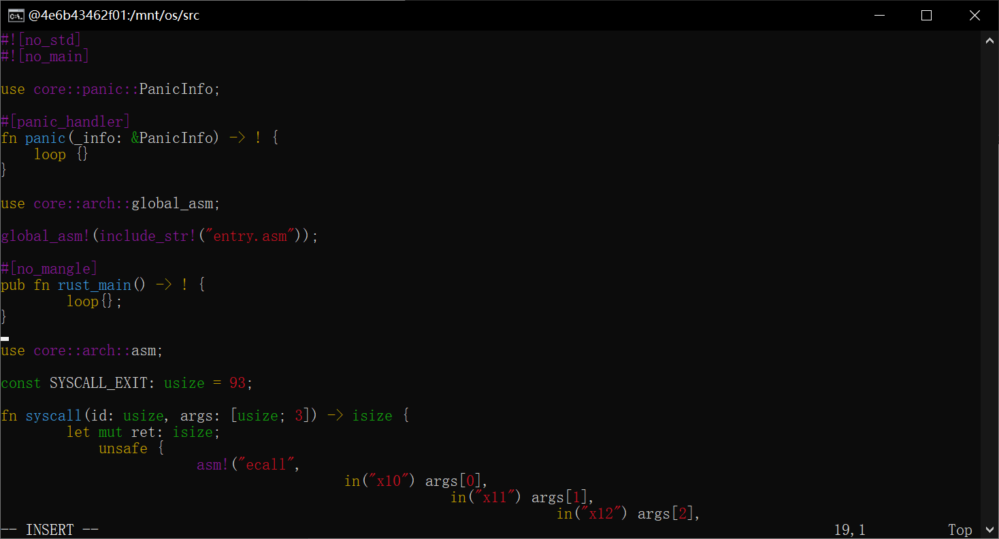 @4e6b43462f01:/mnt/os/src
#![no_std]
#![no_main]

use core::panic::PanicInfo;

#[panic_handler]
fn panic(_info: &PanicInfo) -> ! {
    loop {}
}

use core::arch::global_asm;

global_asm!(include_str!("entry.asm"));

#[no_mangle]
pub fn rust_main() -> ! {
        loop{};
}

use core::arch::asm;

const SYSCALL_EXIT: usize = 93;

fn syscall(id: usize, args: [usize; 3]) -> isize {
        let mut ret: isize;
            unsafe {
                        asm!("ecall",
                                          in("x10") args[0],
                                                       in("x11") args[1],
                                                                    in("x12") args[2],
-- INSERT -- 19,1 Top